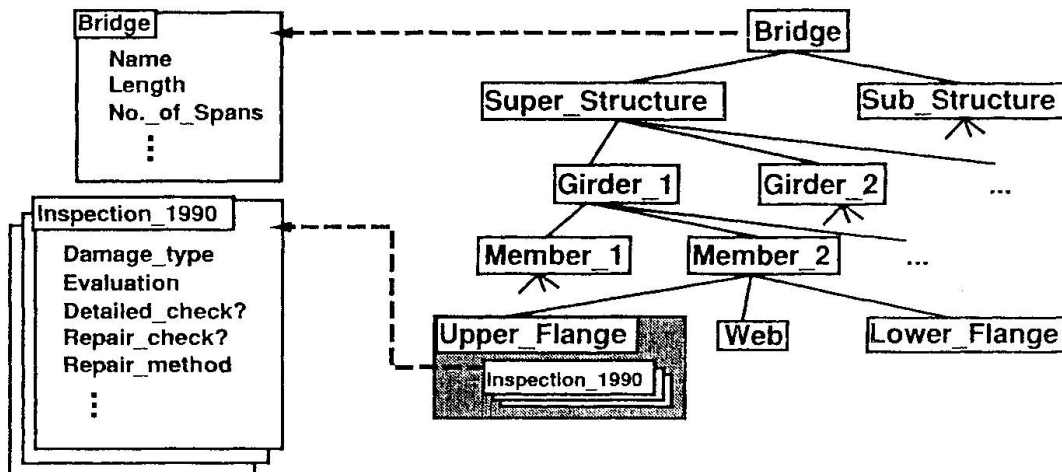 Bridge
Name
Length
No._of_Spans
Inspection_1990
Damage_type
Evaluation
Detailed_check?
Repair_check?
Repair_method
Bridge
Super_Structure
Sub_Structure
Girder_1
Girder_2
...
Member_1
Member_2
...
Upper_Flange
Web
Lower_Flange
Inspection_1990